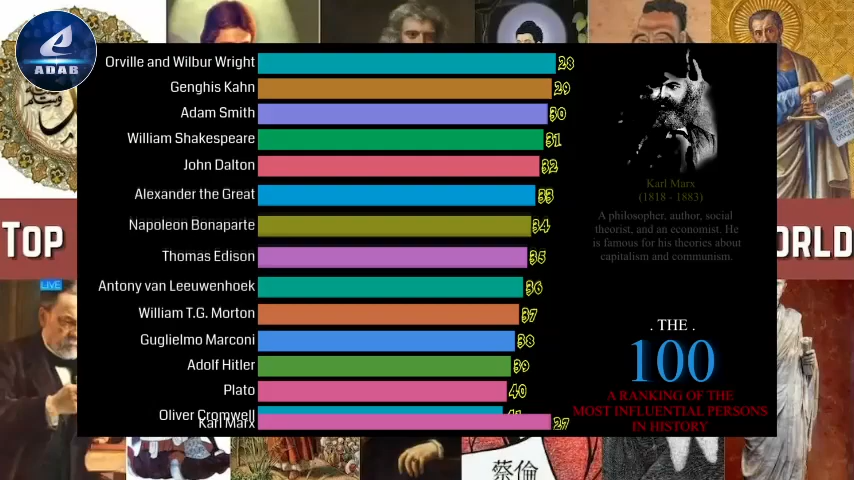 ADAB
Orville and Wilbur Wright 28
Genghis Kahn 29
Adam Smith 30
William Shakespeare 31
John Dalton 32
Alexander the Great 33
Napoleon Bonaparte 34
Thomas Edison 35
Antony van Leeuwenhoek 36
William T.G. Morton 37
Guglielmo Marconi 38
Adolf Hitler 39
Plato 40
Oliver Cromwell 41
Karl Marx 27
Karl Marx
(1818 - 1883)
A philosopher, author, social
theorist, and an economist. He
is famous for his theories about
capitalism and communism.
. THE .
100
A RANKING OF THE
MOST INFLUENTIAL PERSONS
IN HISTORY
TOP
ORLD
LIVE
蔡倫